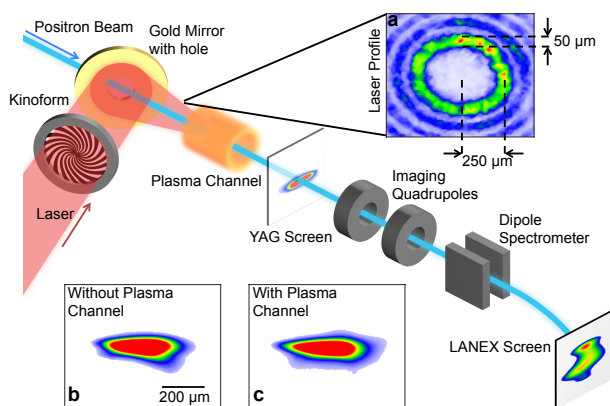 Positron Beam
Gold Mirror
with hole
Kinoform
Laser
Plasma Channel
a
Laser Profile
50 µm
250 µm
YAG Screen
Imaging
Quadrupoles
Dipole
Spectrometer
LANEX Screen
Without Plasma
Channel
b
200 µm
With Plasma
Channel
c